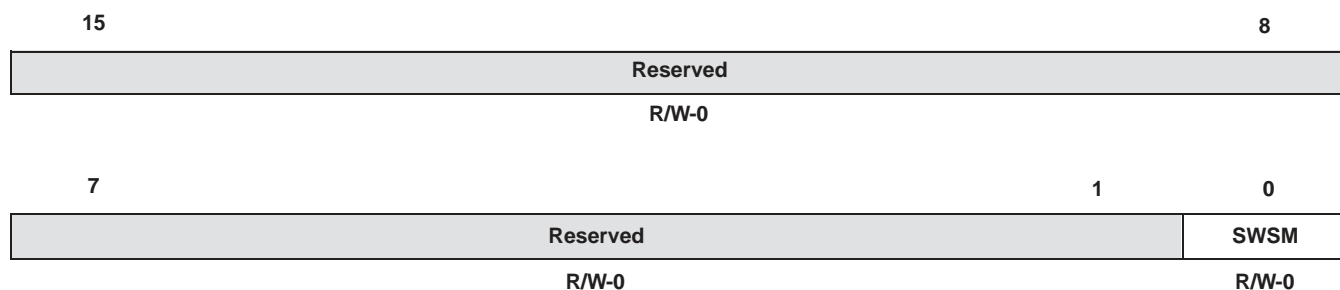 15 8
Reserved
R/W-0
7 1 0
Reserved SWSM
R/W-0 R/W-0